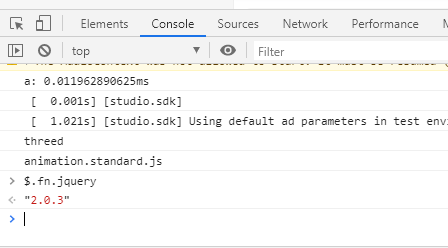 Elements Console Sources Network Performance Me
top Filter
a: 0.011962890625ms
[ 0.001s] [studio.sdk]
[ 1.021s] [studio.sdk] Using default ad parameters in test envi
threed
animation.standard.js
> $.fn.jquery
"2.0.3"
>